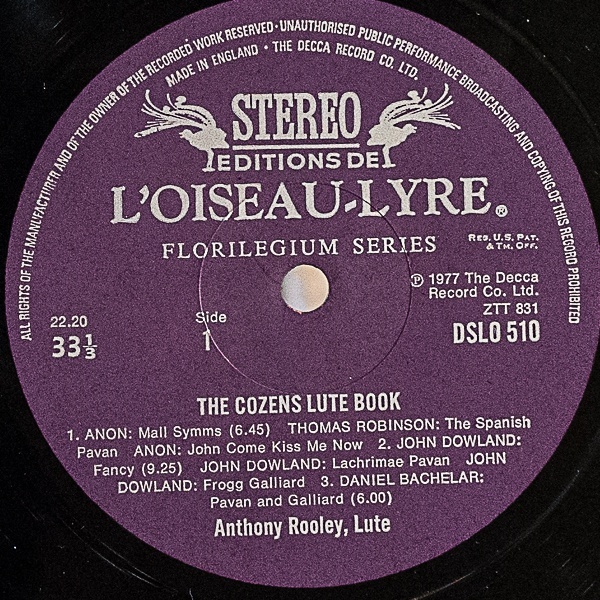 ALL RIGHTS OF THE MANUFACTURER AND OF THE OWNER OF THE RECORDED WORK RESERVED · UNAUTHORISED PUBLIC PERFORMANCE BROADCASTING AND COPYING OF THIS RECORD PROHIBITED
MADE IN ENGLAND · THE DECCA RECORD CO. LTD.
STEREO
EDITIONS DE
L'OISEAU-LYRE®
FLORILEGIUM SERIES
REG. U.S. PAT.
& TM. OFF.
℗ 1977 The Decca
Record Co. Ltd.
ZTT 831
DSLO 510
22.20
33⅓
Side
1
THE COZENS LUTE BOOK
1. ANON: Mall Symms (6.45) THOMAS ROBINSON: The Spanish
Pavan ANON: John Come Kiss Me Now 2. JOHN DOWLAND:
Fancy (9.25) JOHN DOWLAND: Lachrimae Pavan JOHN
DOWLAND: Frogg Galliard 3. DANIEL BACHELAR:
Pavan and Galliard (6.00)
Anthony Rooley, Lute